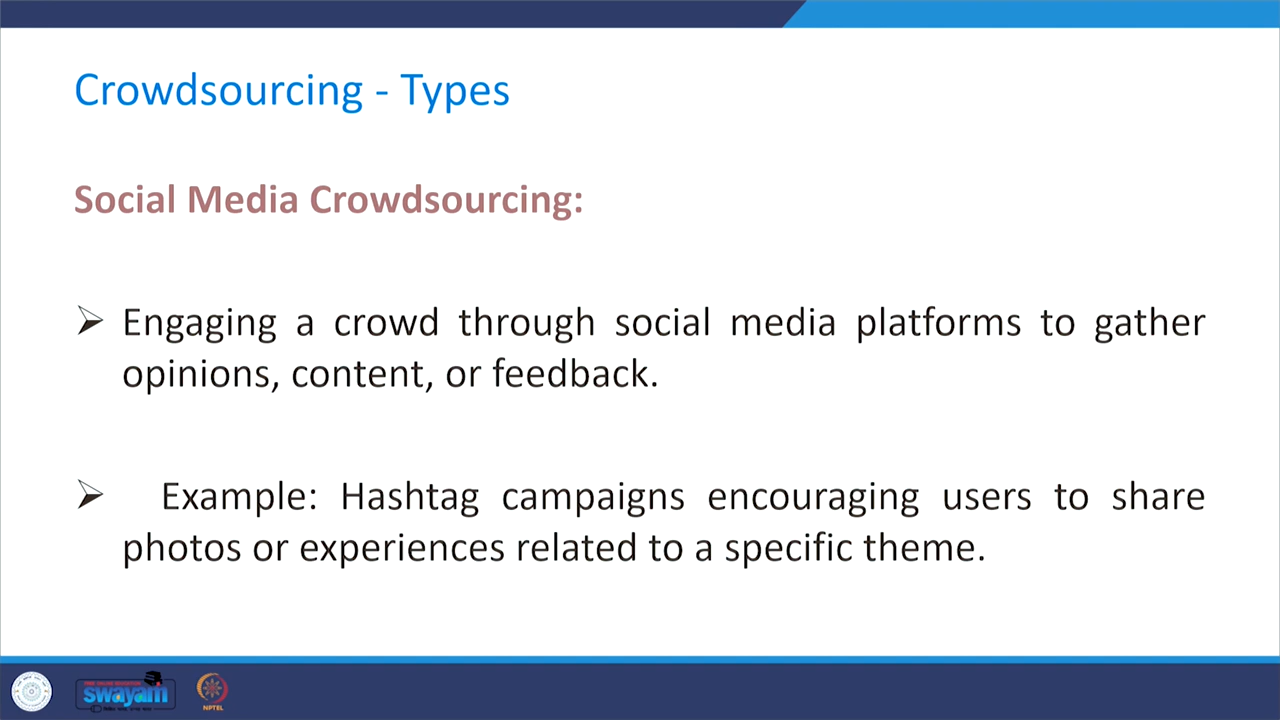 Crowdsourcing - Types
Social Media Crowdsourcing:
➢ Engaging a crowd through social media platforms to gather
opinions, content, or feedback.
➢ Example: Hashtag campaigns encouraging users to share
photos or experiences related to a specific theme.
swayam
NPTEL